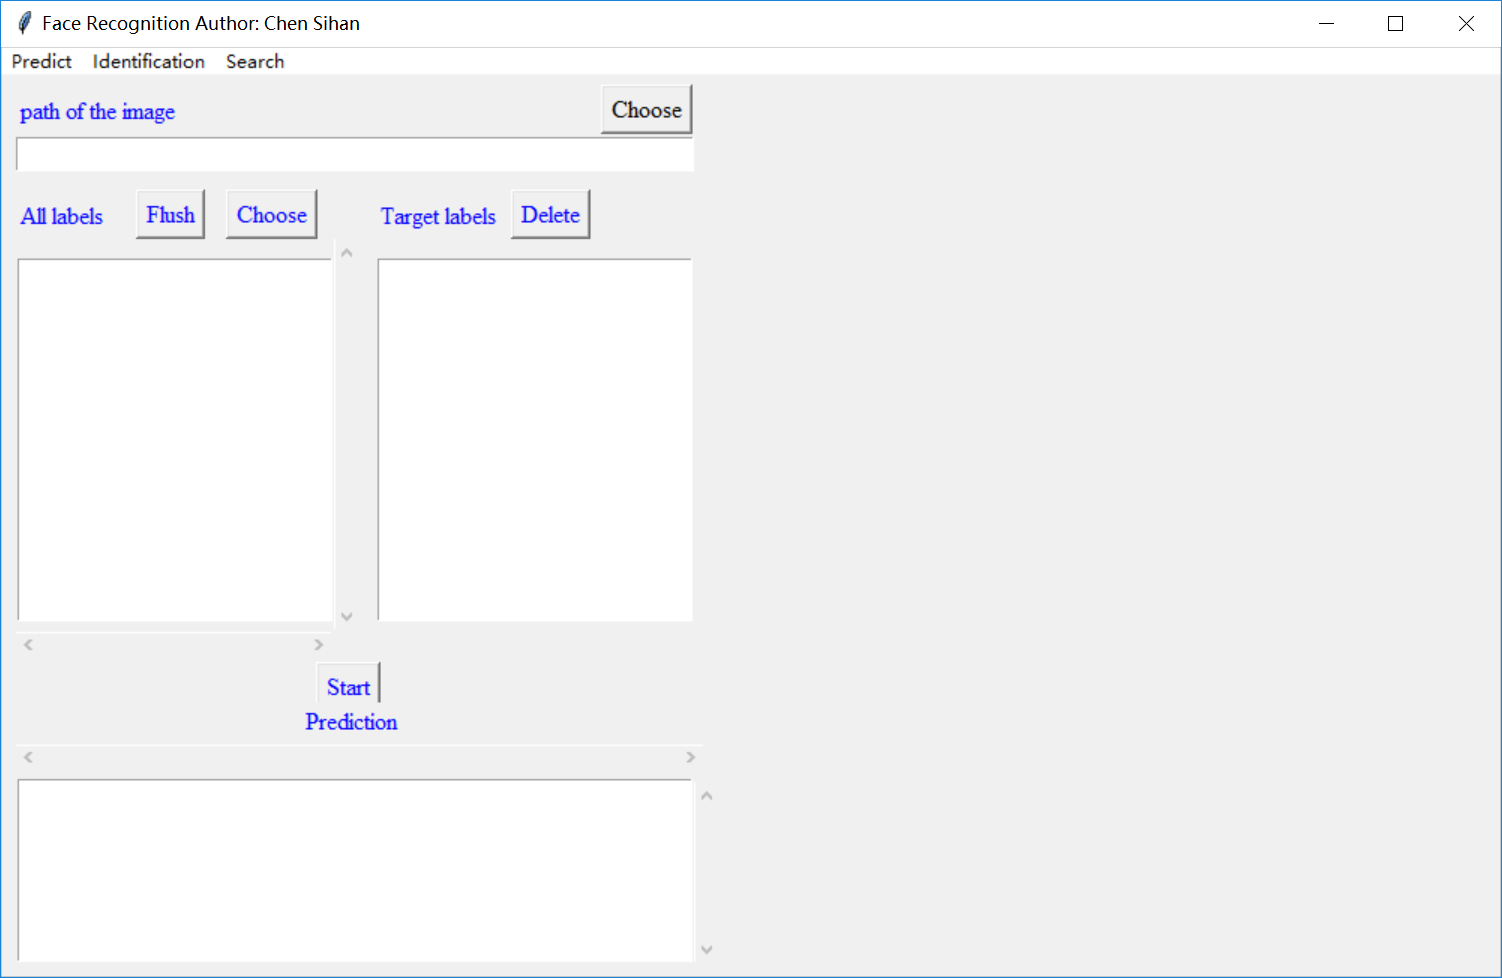 Face Recognition Author: Chen Sihan
Predict Identification Search
path of the image Choose
All labels Flush Choose Target labels Delete
Start
Prediction